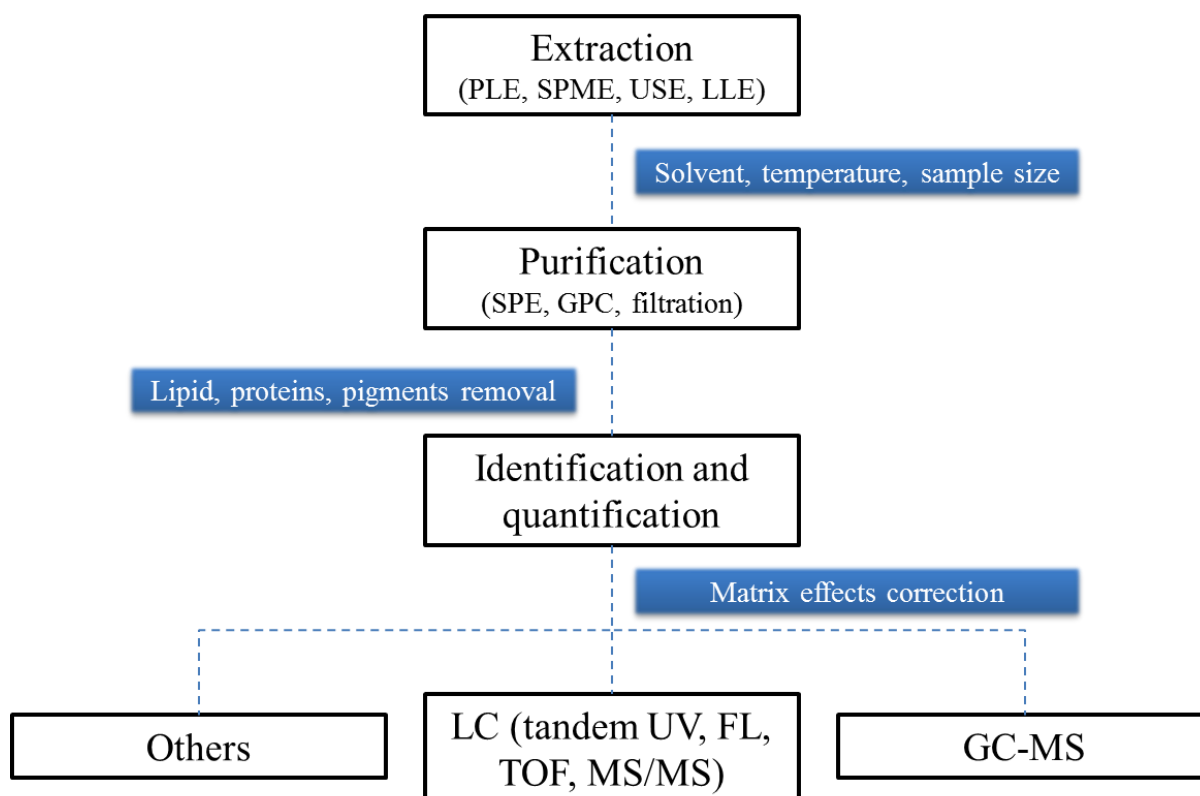 Extraction
(PLE, SPME, USE, LLE)
Solvent, temperature, sample size
Purification
(SPE, GPC, filtration)
Lipid, proteins, pigments removal
Identification and
quantification
Matrix effects correction
Others
LC (tandem UV, FL,
TOF, MS/MS)
GC-MS